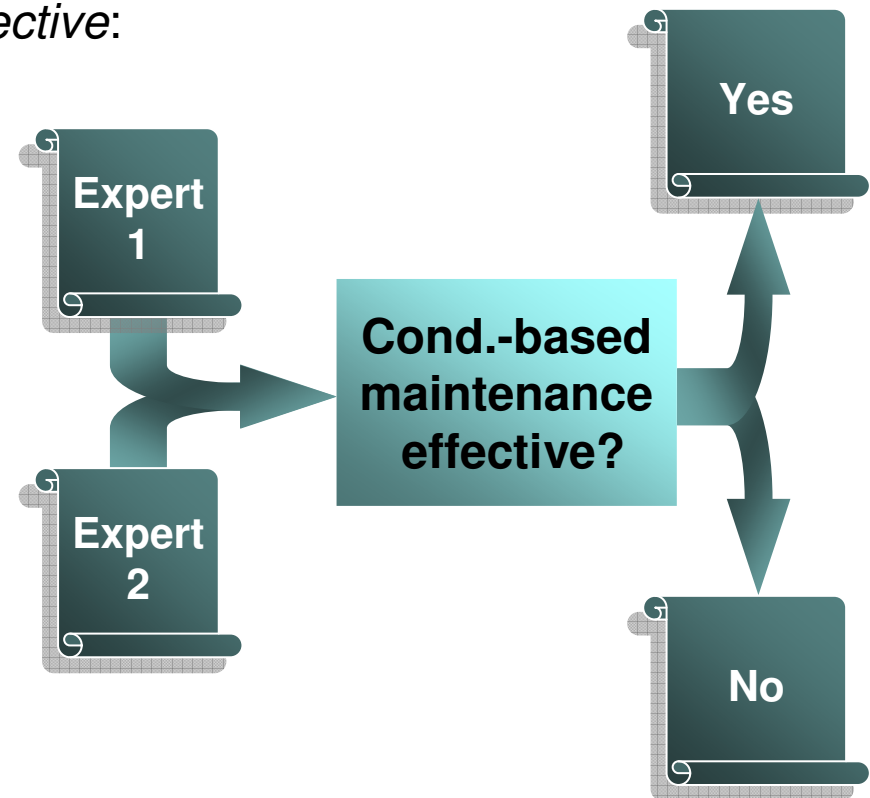 ective:
Yes
Expert
1
Cond.-based
maintenance
effective?
Expert
2
No